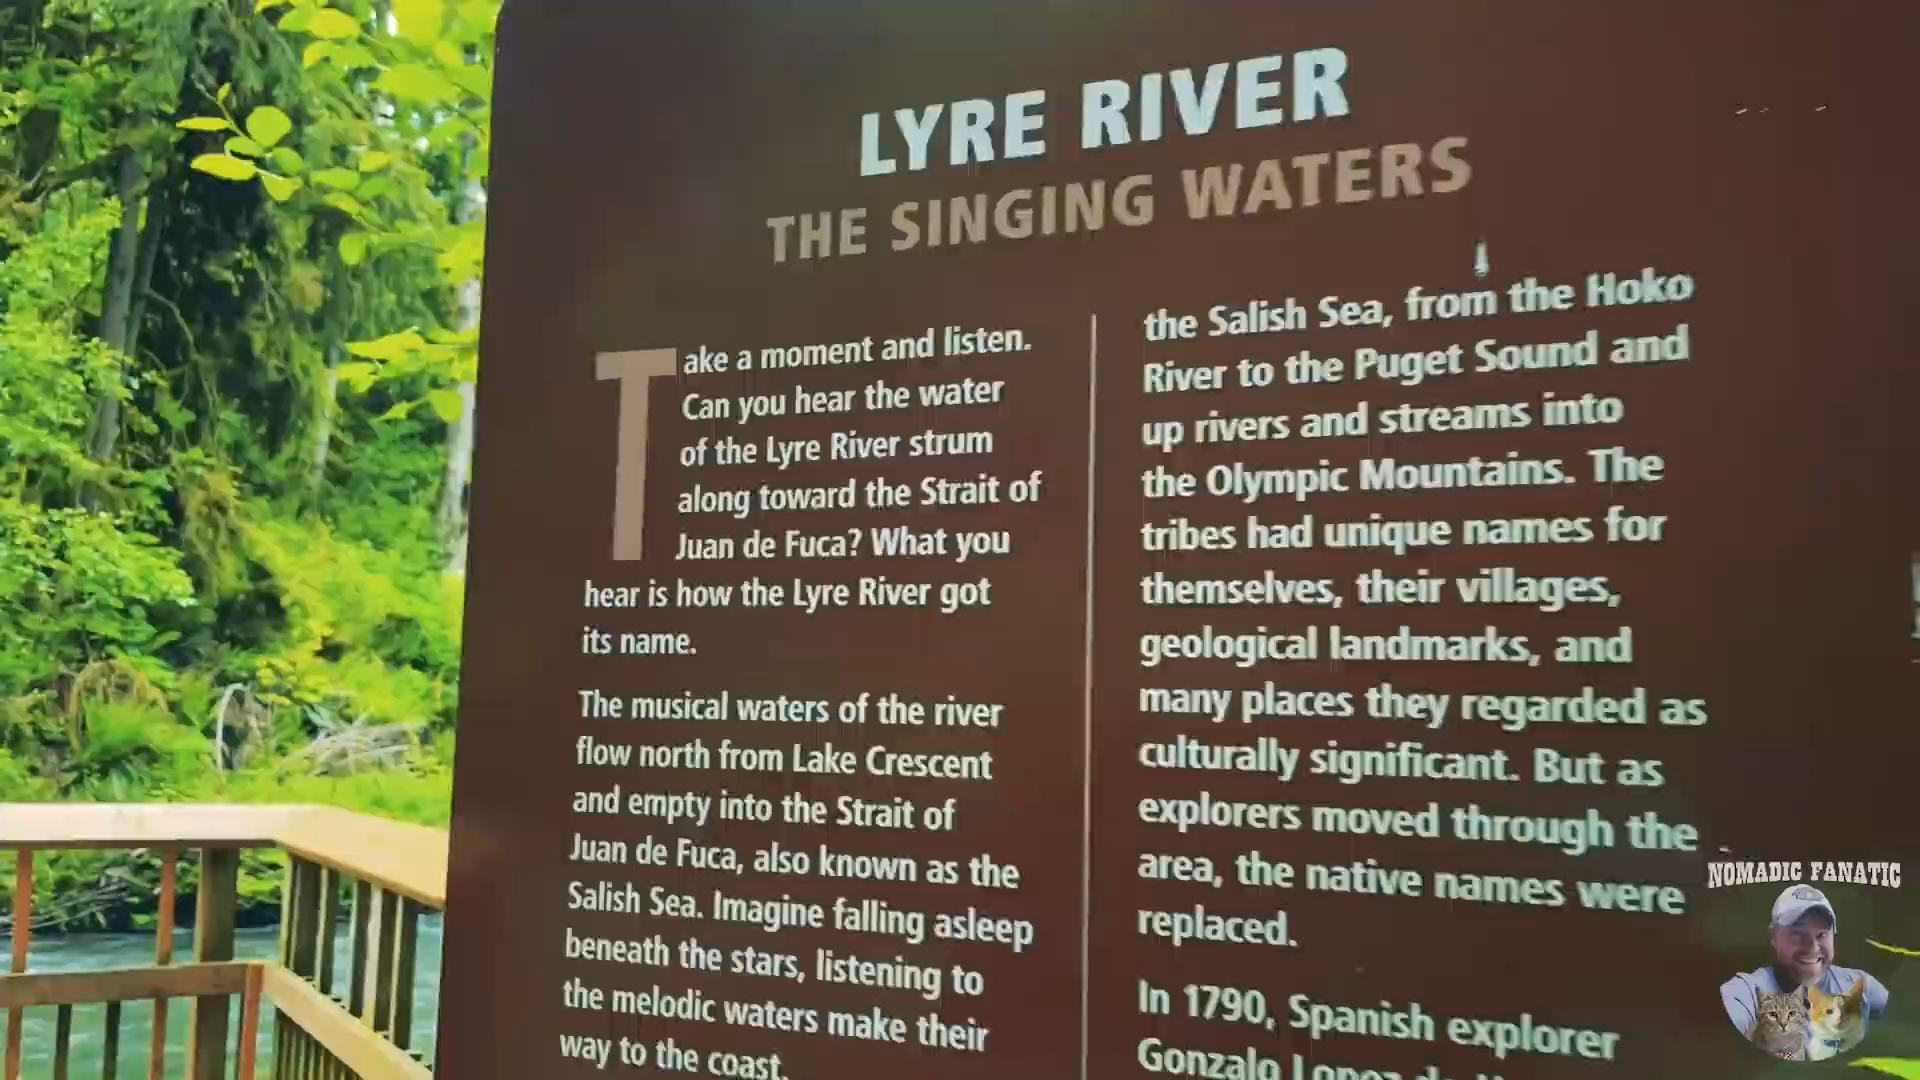 LYRE RIVER
THE SINGING WATERS
Take a moment and listen.
Can you hear the water
of the Lyre River strum
along toward the Strait of
Juan de Fuca? What you
hear is how the Lyre River got
its name.
The musical waters of the river
flow north from Lake Crescent
and empty into the Strait of
Juan de Fuca, also known as the
Salish Sea. Imagine falling asleep
beneath the stars, listening to
the melodic waters make their
way to the coast.
the Salish Sea, from the Hoko
River to the Puget Sound and
up rivers and streams into
the Olympic Mountains. The
tribes had unique names for
themselves, their villages,
geological landmarks, and
many places they regarded as
culturally significant. But as
explorers moved through the
area, the native names were
replaced.
In 1790, Spanish explorer
Gonzalo Lopez de
NOMADIC FANATIC